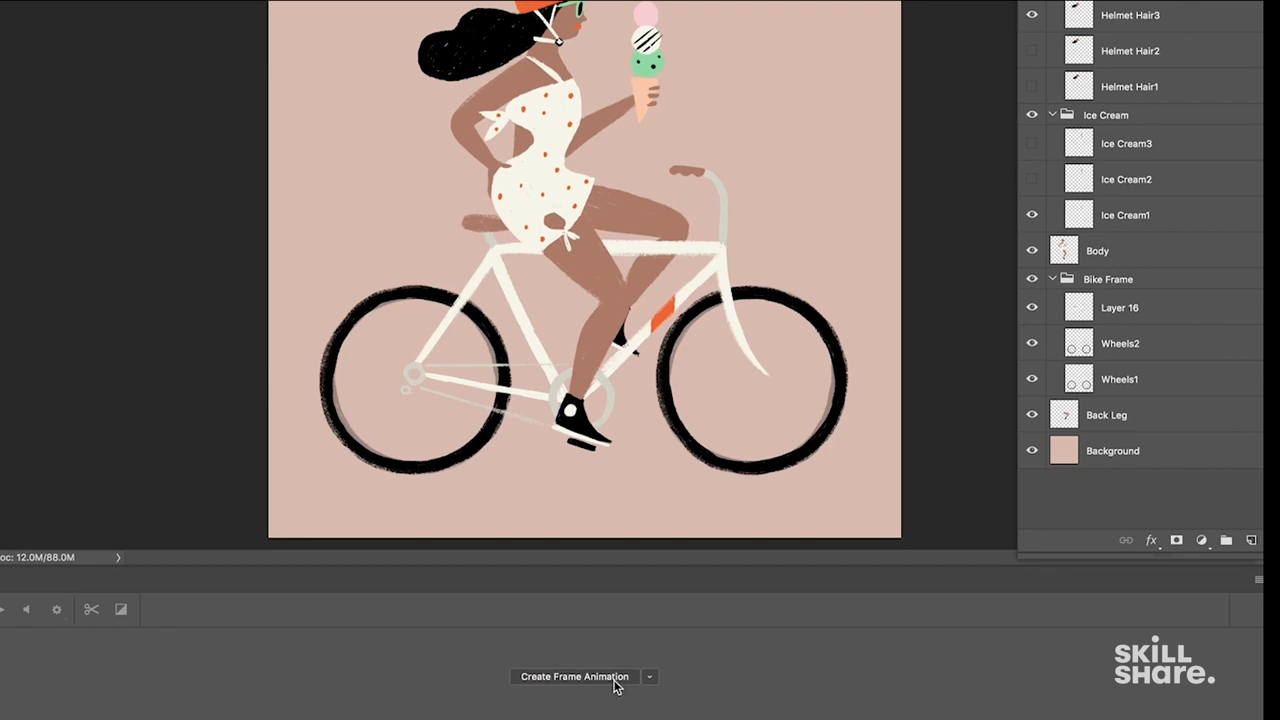 Helmet Hair3
Helmet Hair2
Helmet Hair1
Ice Cream
Ice Cream3
Ice Cream2
Ice Cream1
Body
Bike Frame
Layer 16
Wheels2
Wheels1
Back Leg
Background
fx
oc: 12.0M/88.0M
Create Frame Animation
SKILL
SHare.